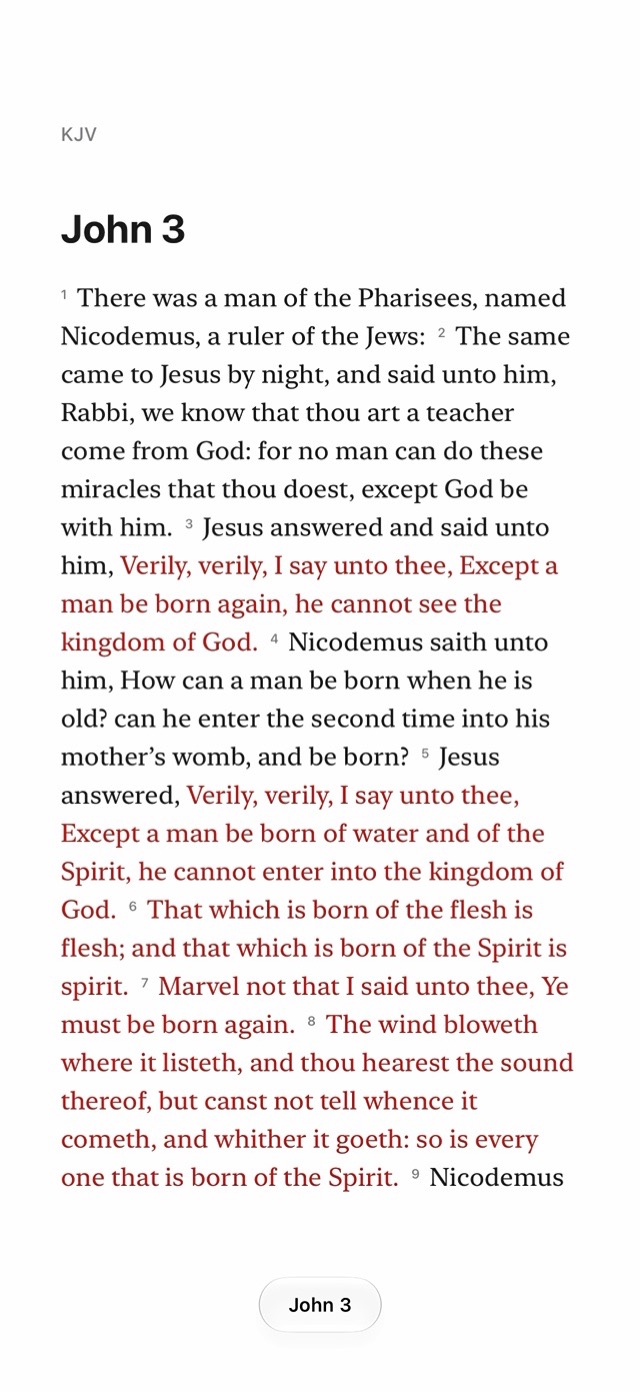 KJV
John 3
1 There was a man of the Pharisees, named
Nicodemus, a ruler of the Jews: 2 The same
came to Jesus by night, and said unto him,
Rabbi, we know that thou art a teacher
come from God: for no man can do these
miracles that thou doest, except God be
with him. 3 Jesus answered and said unto
him, Verily, verily, I say unto thee, Except a
man be born again, he cannot see the
kingdom of God. 4 Nicodemus saith unto
him, How can a man be born when he is
old? can he enter the second time into his
mother’s womb, and be born? 5 Jesus
answered, Verily, verily, I say unto thee,
Except a man be born of water and of the
Spirit, he cannot enter into the kingdom of
God. 6 That which is born of the flesh is
flesh; and that which is born of the Spirit is
spirit. 7 Marvel not that I said unto thee, Ye
must be born again. 8 The wind bloweth
where it listeth, and thou hearest the sound
thereof, but canst not tell whence it
cometh, and whither it goeth: so is every
one that is born of the Spirit. 9 Nicodemus
John 3